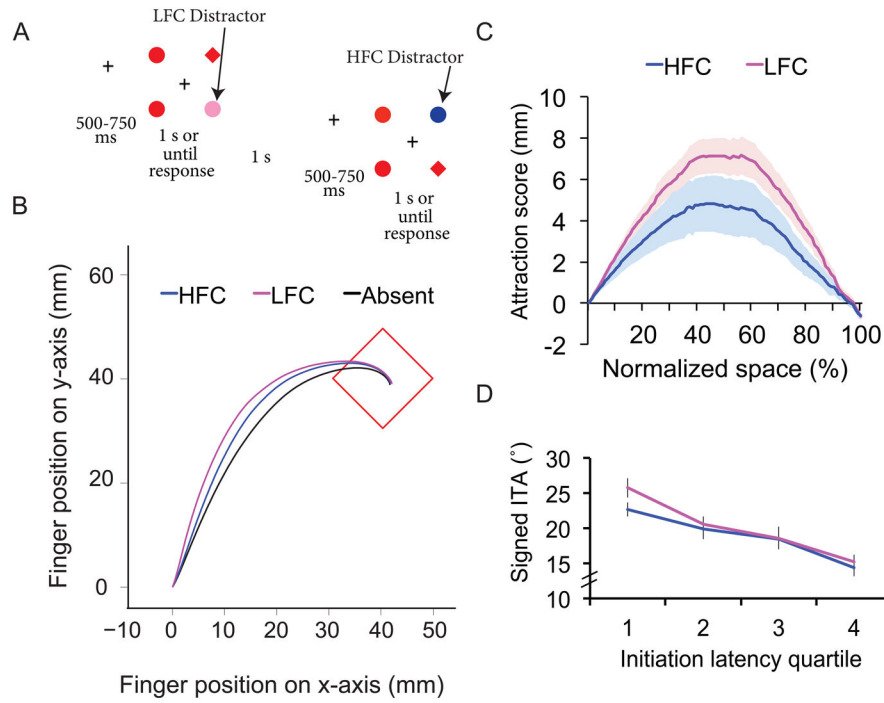 A
LFC Distractor
+
+
500-750
ms
1 s or
until
response
1 s
HFC Distractor
+
+
500-750
ms
1 s or
until
response
B
60
40
20
0
Finger position on y-axis (mm)
HFC LFC Absent
−10 0 10 20 30 40 50
Finger position on x-axis (mm)
C
HFC LFC
10
8
6
4
2
0
-2
Attraction score (mm)
20 40 60 80 100
Normalized space (%)
D
30
25
20
15
10
Signed ITA (°)
1 2 3 4
Initiation latency quartile
HFC LFC